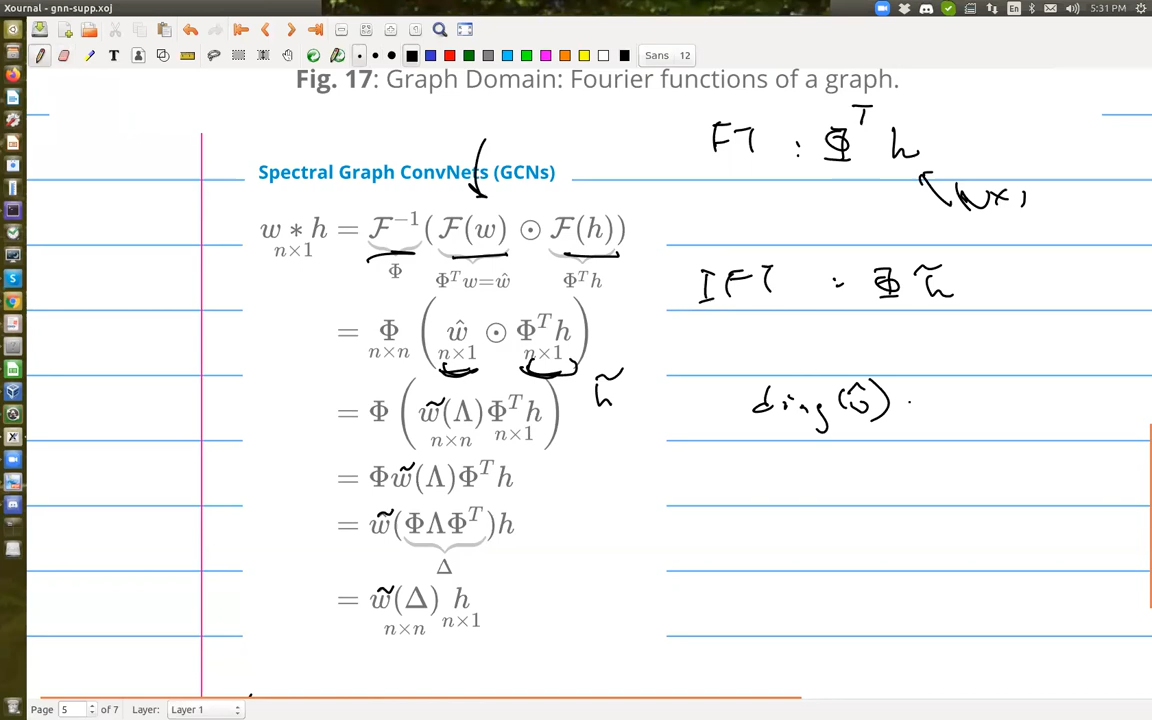 Xournal - gnn-supp.xoj
En
5:31 PM
Sans 12
Fig. 17: Graph Domain: Fourier functions of a graph.
FT : Φ^T h
N×1
Spectral Graph ConvNets (GCNs)
w ∗ h = F^{-1}(F(w) ⊙ F(h))
n×1
Φ Φ^T w=ŵ Φ^T h
IFT : Φ h̃
= Φ ( ŵ ⊙ Φ^T h )
n×n n×1 n×1
h̃
= Φ ( w̃(Λ)Φ^T h )
n×n n×1
diag(ŵ) .
= Φw̃(Λ)Φ^T h
= w̃(ΦΛΦ^T)h
Δ
= w̃(Δ) h
n×n n×1
Page 5 of 7 Layer: Layer 1